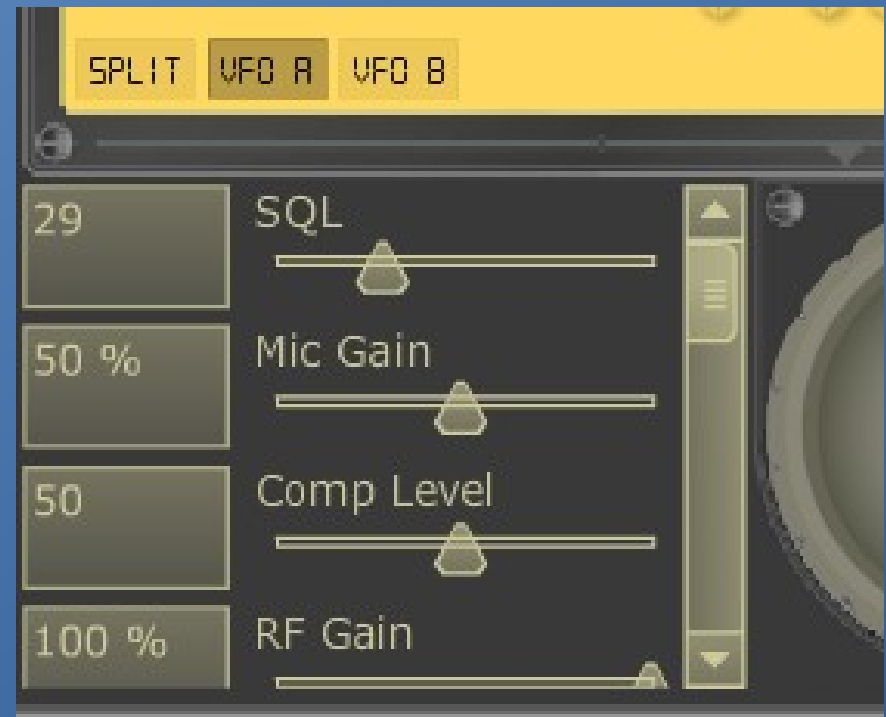 SPLIT VFO A VFO B
29 SQL
50 % Mic Gain
50 Comp Level
100 % RF Gain